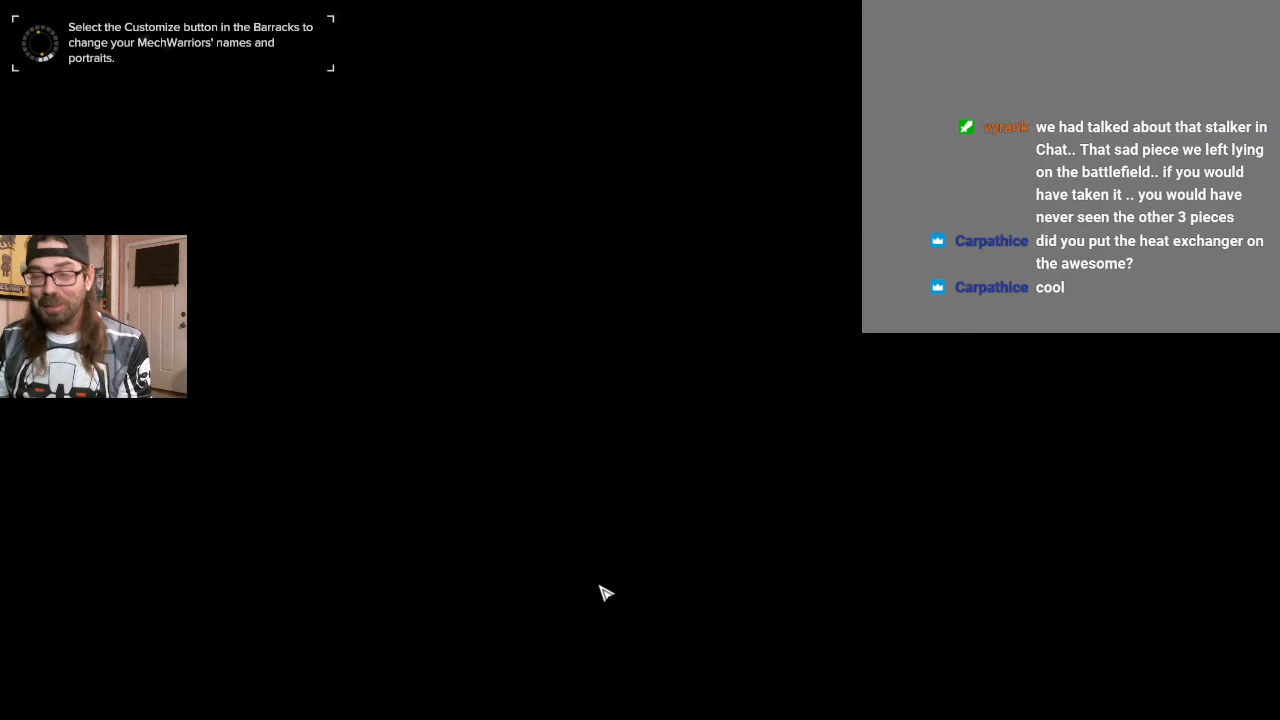 Select the Customize button in the Barracks to
change your MechWarriors' names and
portraits.
vyrank we had talked about that stalker in
Chat.. That sad piece we left lying
on the battlefield.. if you would
have taken it .. you would have
never seen the other 3 pieces
Carpathice did you put the heat exchanger on
the awesome?
Carpathice cool